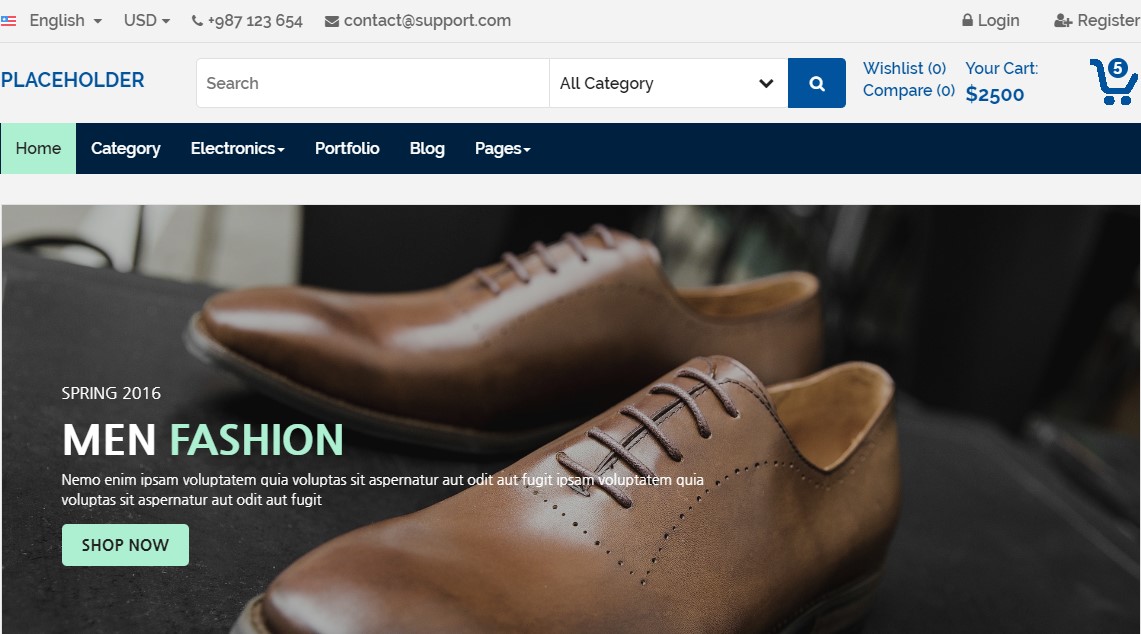 English USD +987 123 654 contact@support.com Login Register
PLACEHOLDER
Search
All Category
Wishlist (0)
Compare (0)
Your Cart:
$2500
5
Home Category Electronics Portfolio Blog Pages
SPRING 2016
MEN FASHION
Nemo enim ipsam voluptatem quia voluptas sit aspernatur aut odit aut fugit ipsam voluptatem quia
voluptas sit aspernatur aut odit aut fugit
SHOP NOW